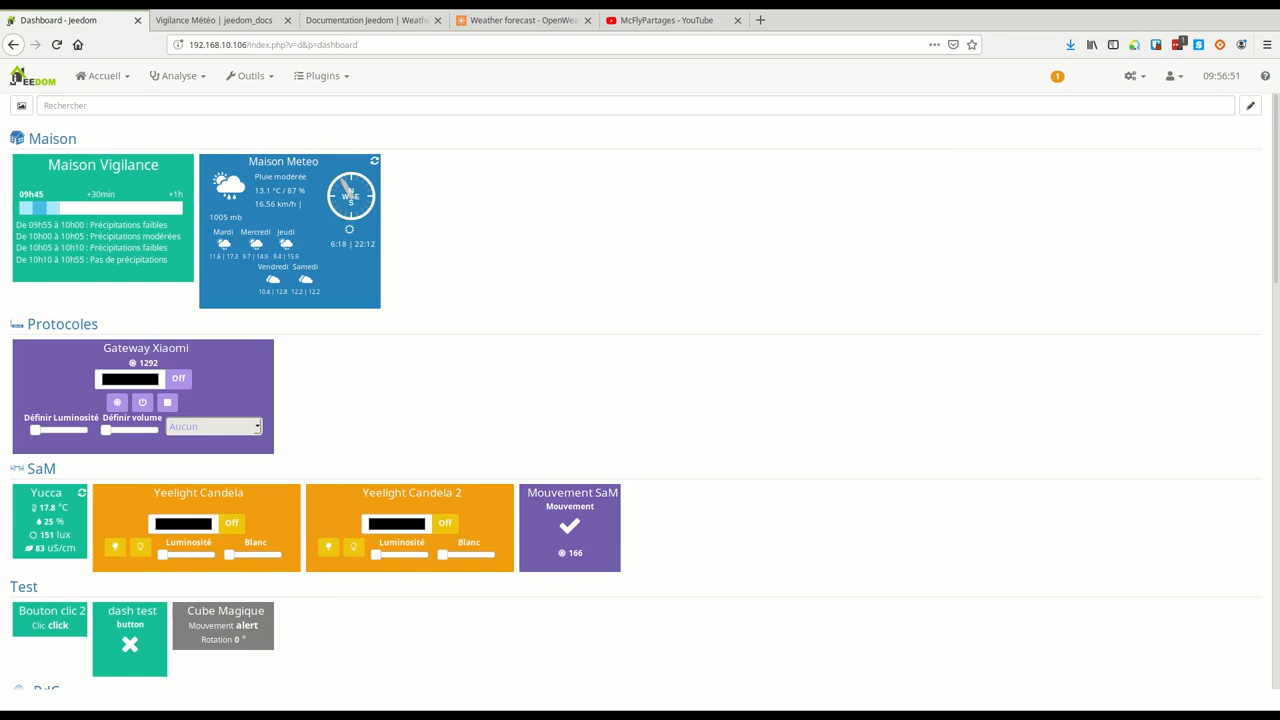 Dashboard - Jeedom
Vigilance Météo | jeedom_docs
Documentation Jeedom | Weathe
Weather forecast - OpenWea
McFlyPartages - YouTube
192.168.10.106/index.php?v=d&p=dashboard
1
JEEDOM
Accueil
Analyse
Outils
Plugins
1
09:56:51
Rechercher
Maison
Maison Vigilance
09h45 +30min +1h
De 09h55 à 10h00 : Précipitations faibles
De 10h00 à 10h05 : Précipitations modérées
De 10h05 à 10h10 : Précipitations faibles
De 10h10 à 10h55 : Pas de précipitations
Maison Meteo
Pluie modérée
13.1 °C / 87 %
16.56 km/h |
1005 mb
N
W E
S
6:18 | 22:12
Mardi Mercredi Jeudi
11.6 | 17.3 9.7 | 14.9 9.4 | 15.9
Vendredi Samedi
10.4 | 12.8 12.2 | 12.2
Protocoles
Gateway Xiaomi
1292
Off
Définir Luminosité Définir volume
Aucun
SaM
Yucca
17.8 °C
25 %
151 lux
83 uS/cm
Yeelight Candela
Off
Luminosité Blanc
Yeelight Candela 2
Off
Luminosité Blanc
Mouvement SaM
Mouvement
166
Test
Bouton clic 2
Clic click
dash test
button
Cube Magique
Mouvement alert
Rotation 0 °